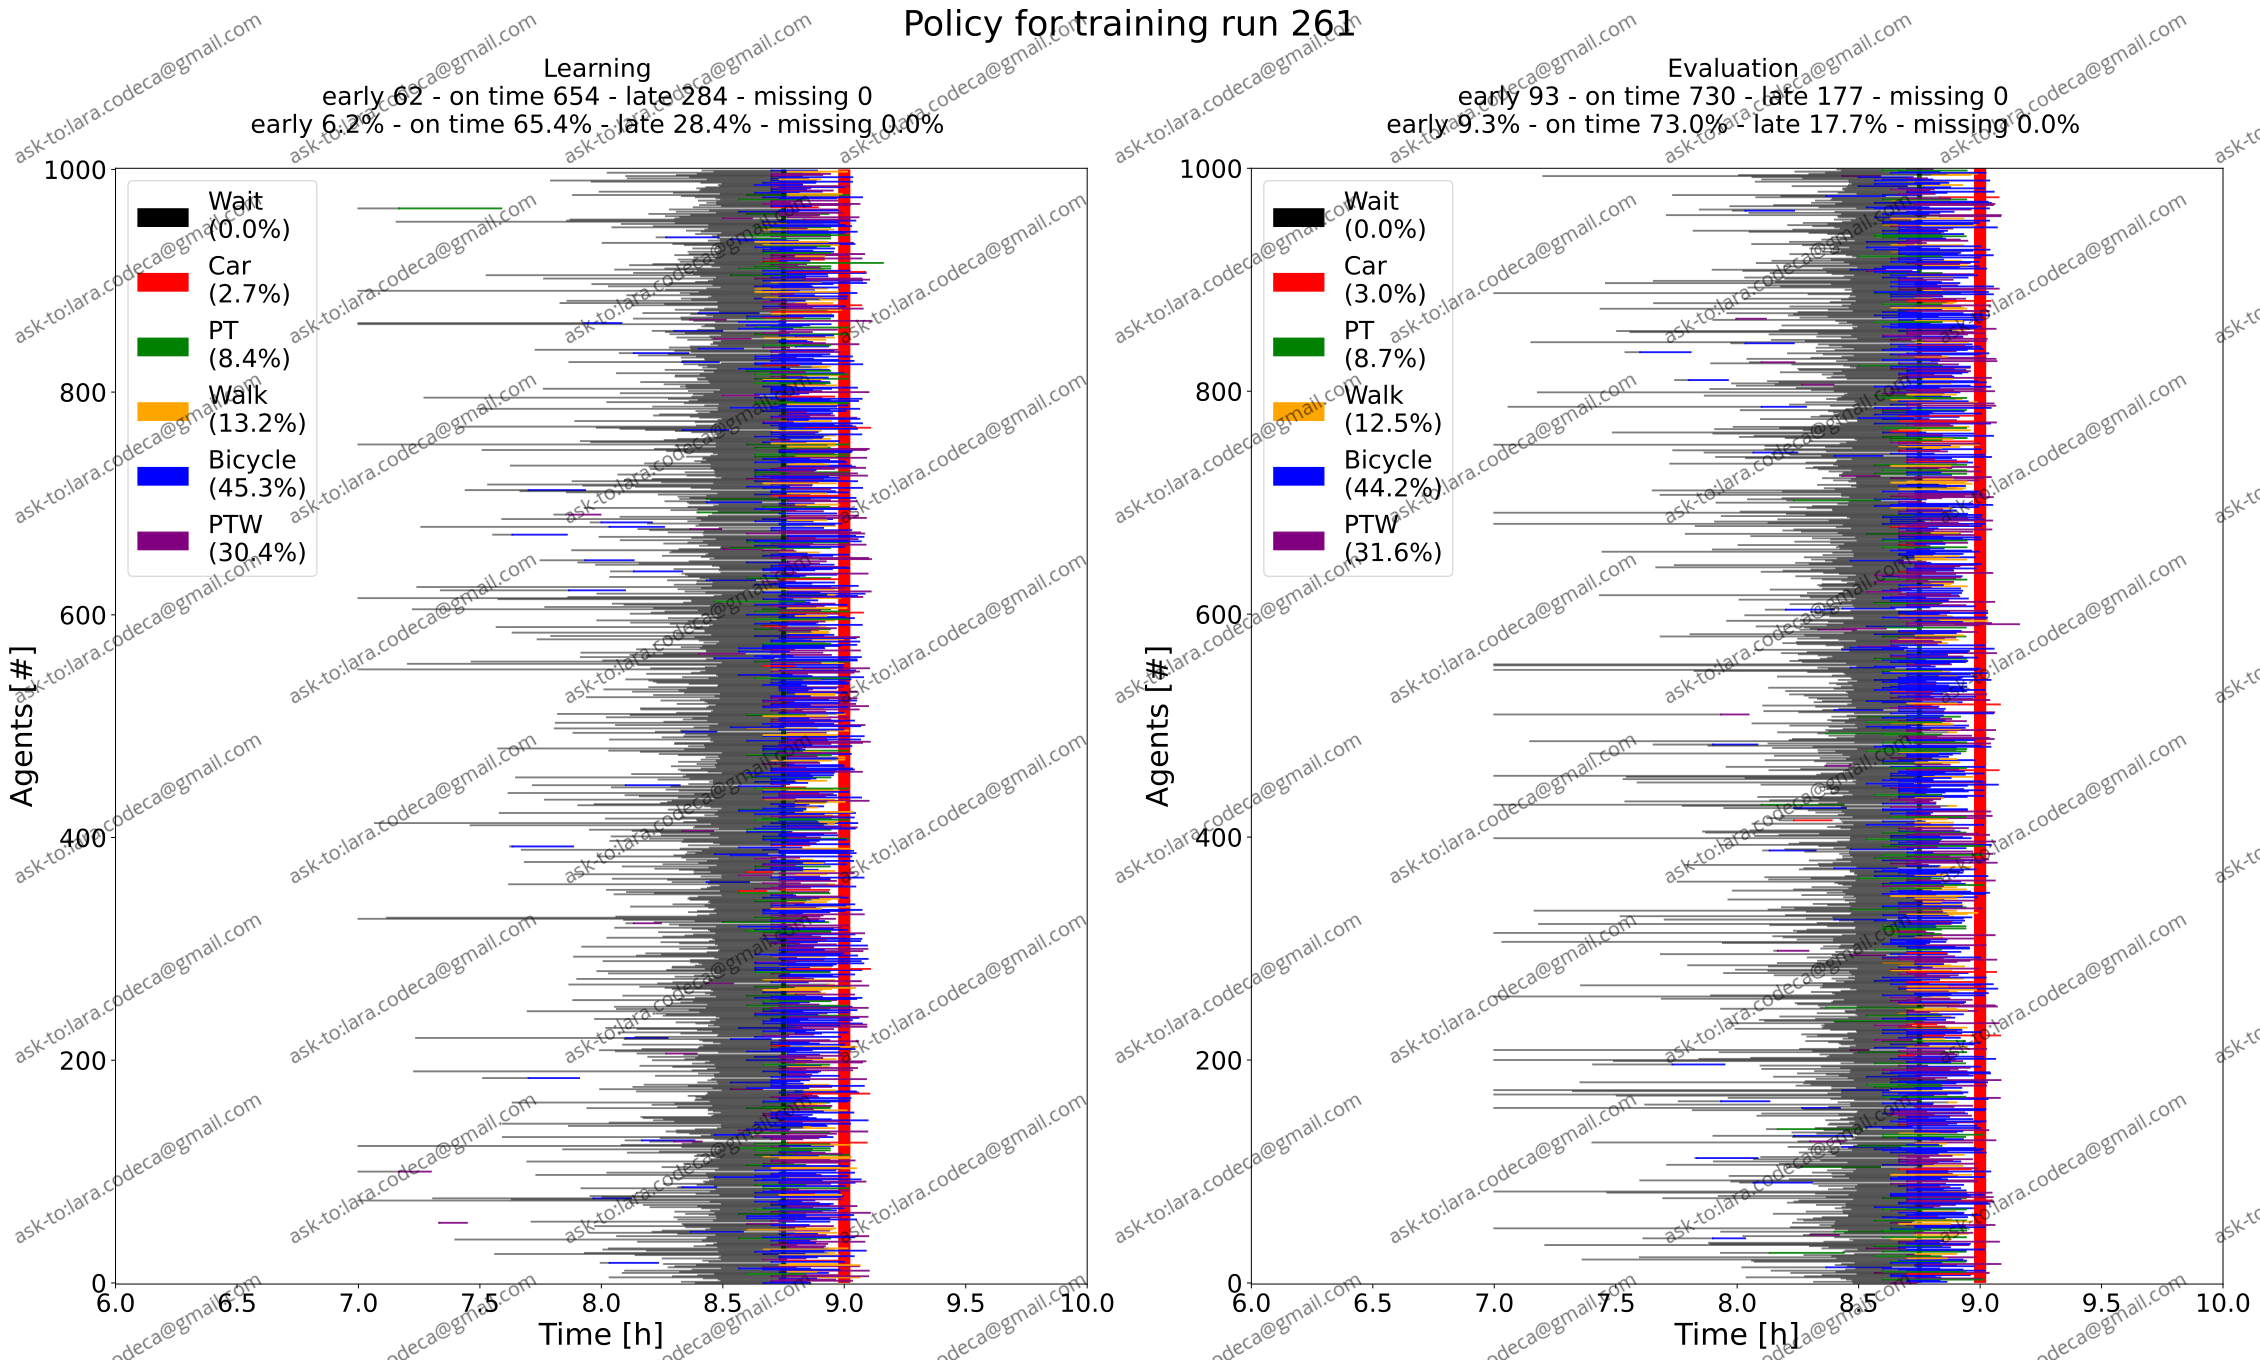 Policy for training run 261
Learning
early 62 - on time 654 - late 284 - missing 0
early 6.2% - on time 65.4% - late 28.4% - missing 0.0%
1000
800
600
400
200
0
Agents [#]
Wait
(0.0%)
Car
(2.7%)
PT
(8.4%)
Walk
(13.2%)
Bicycle
(45.3%)
PTW
(30.4%)
6.0 6.5 7.0 7.5 8.0 8.5 9.0 9.5 10.0
Time [h]
Evaluation
early 93 - on time 730 - late 177 - missing 0
early 9.3% - on time 73.0% - late 17.7% - missing 0.0%
1000
800
600
400
200
0
Agents [#]
Wait
(0.0%)
Car
(3.0%)
PT
(8.7%)
Walk
(12.5%)
Bicycle
(44.2%)
PTW
(31.6%)
6.0 6.5 7.0 7.5 8.0 8.5 9.0 9.5 10.0
Time [h]
ask-to:lara.codeca@gmail.com